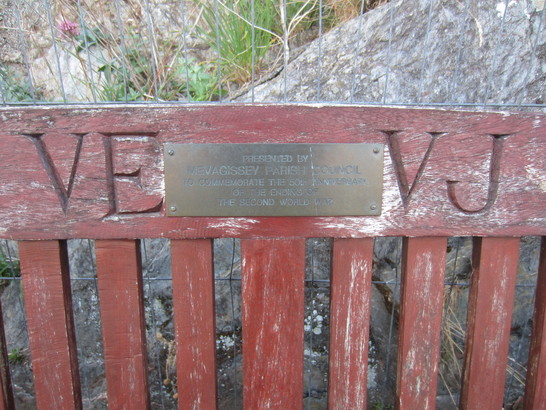 VE
PRESENTED BY
MEVAGISSEY PARISH COUNCIL
TO COMMEMORATE THE 50th ANNIVERSARY
OF THE ENDING OF
THE SECOND WORLD WAR
VJ